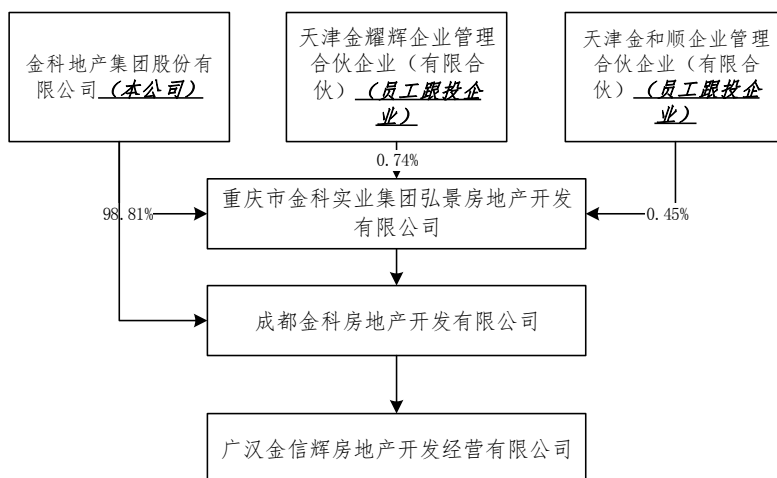 金科地产集团股份有
限公司（本公司）
天津金耀辉企业管理
合伙企业（有限合
伙）（员工跟投企
业）
天津金和顺企业管理
合伙企业（有限合
伙）（员工跟投企
业）
0.74%
98.81%
0.45%
重庆市金科实业集团弘景房地产开发
有限公司
成都金科房地产开发有限公司
广汉金信辉房地产开发经营有限公司